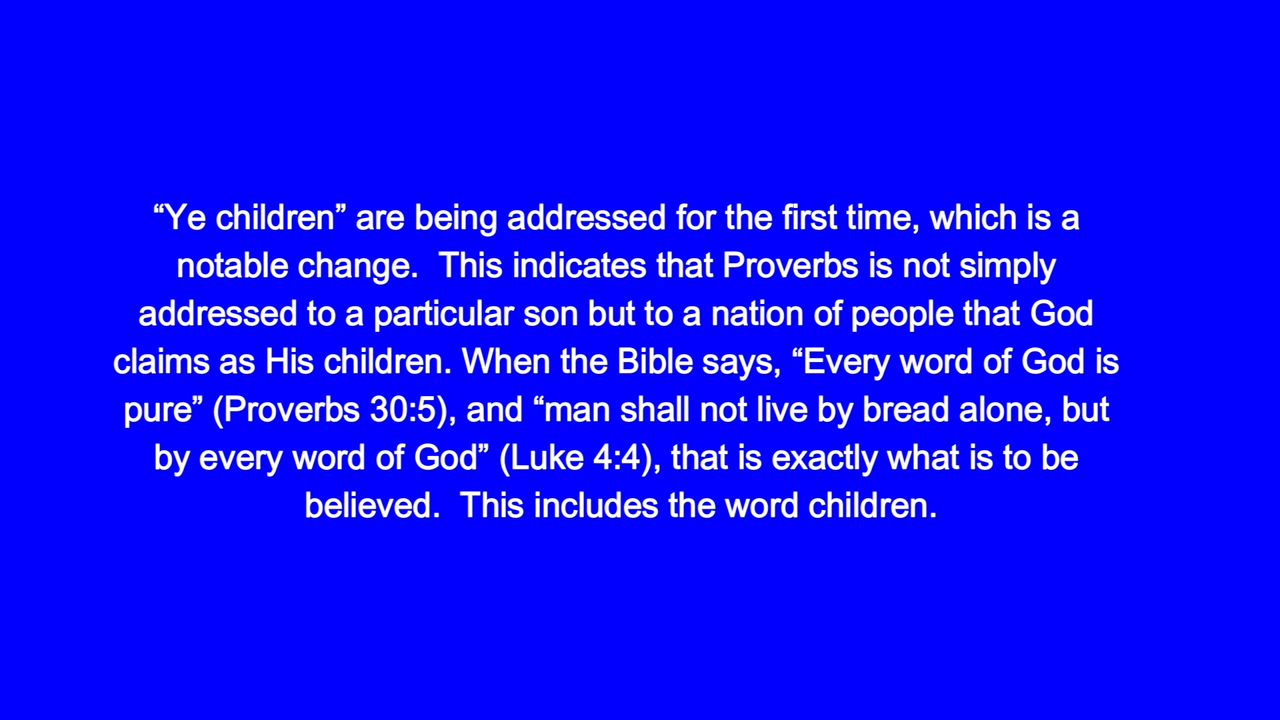 “Ye children” are being addressed for the first time, which is a
notable change.  This indicates that Proverbs is not simply
addressed to a particular son but to a nation of people that God
claims as His children. When the Bible says, “Every word of God is
pure” (Proverbs 30:5), and “man shall not live by bread alone, but
by every word of God” (Luke 4:4), that is exactly what is to be
believed.  This includes the word children.